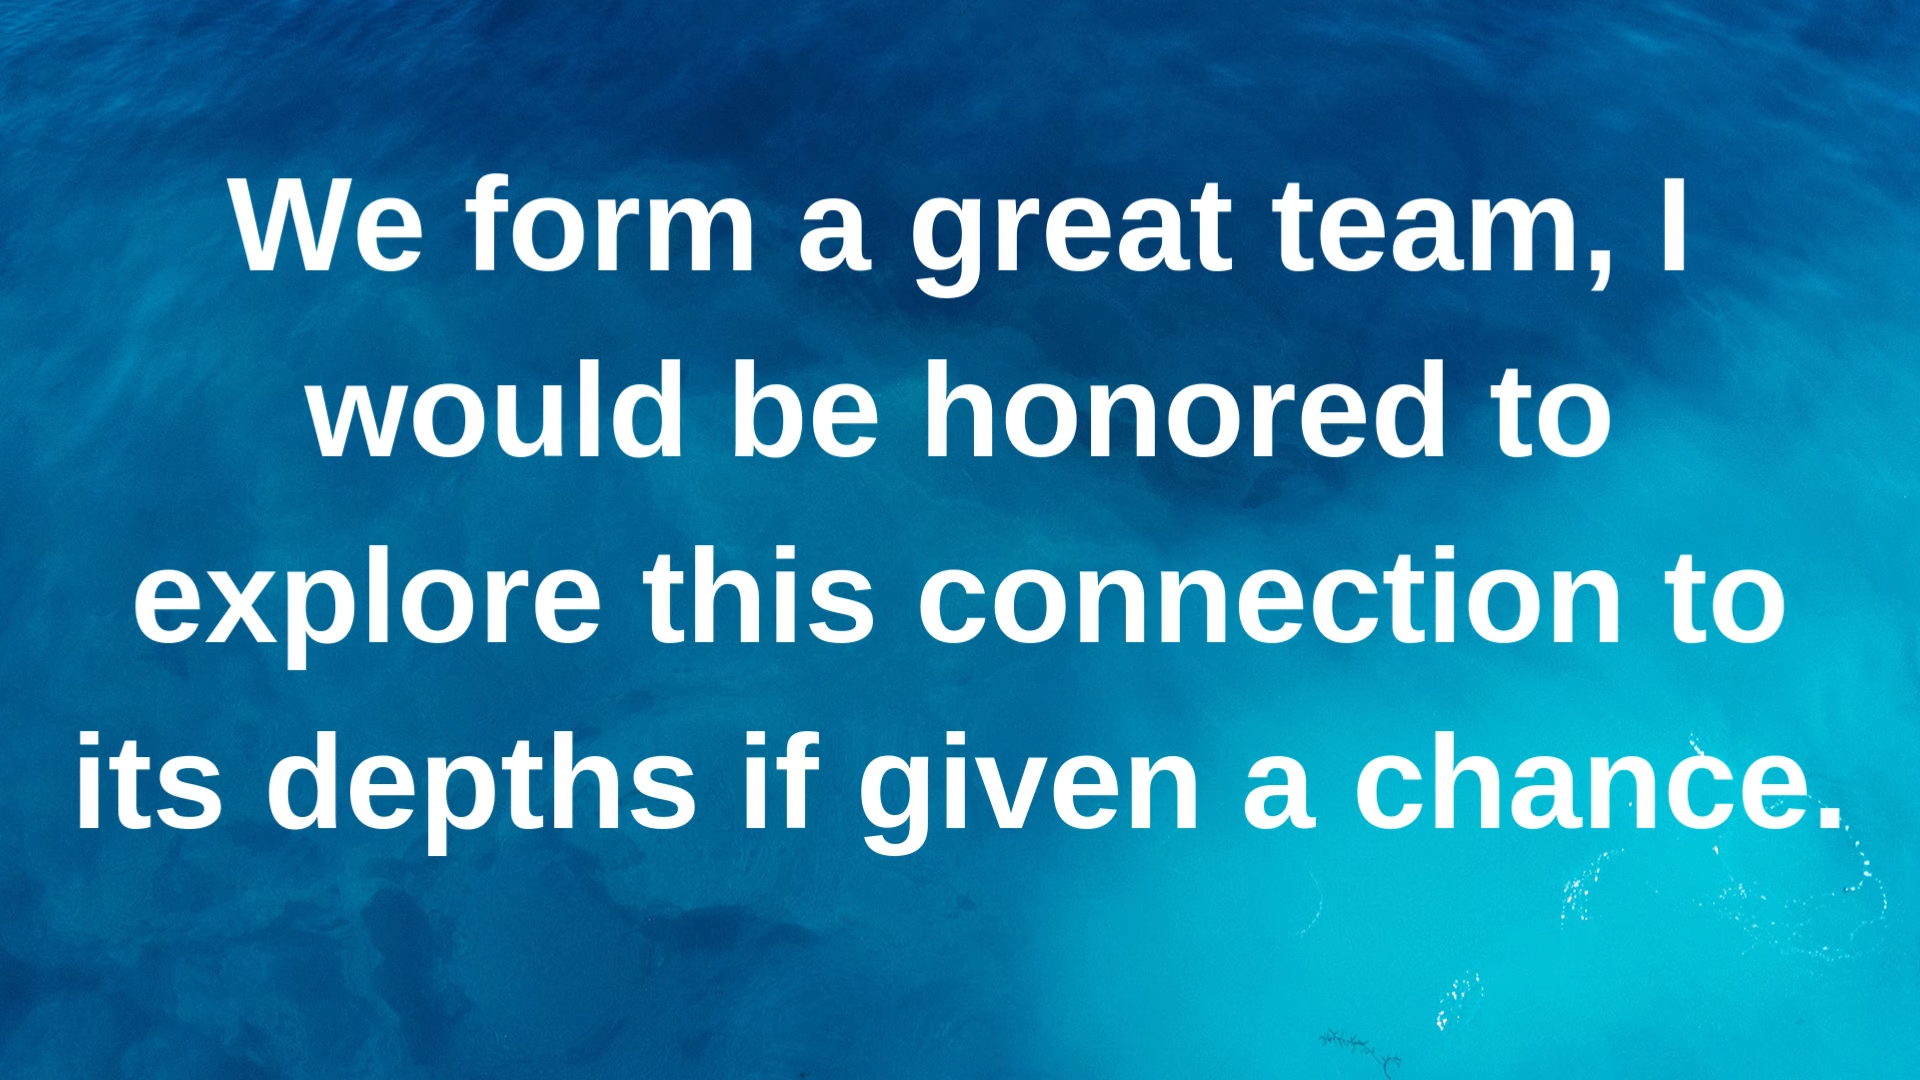 We form a great team, I
would be honored to
explore this connection to
its depths if given a chance.